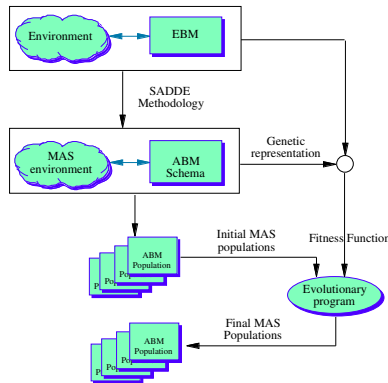 Environment
EBM
SADDE
Methodology
MAS
environment
ABM
Schema
Genetic
representation
ABM
Population
Initial MAS
populations
Fitness Function
Evolutionary
program
Final MAS
Populations
ABM
Population